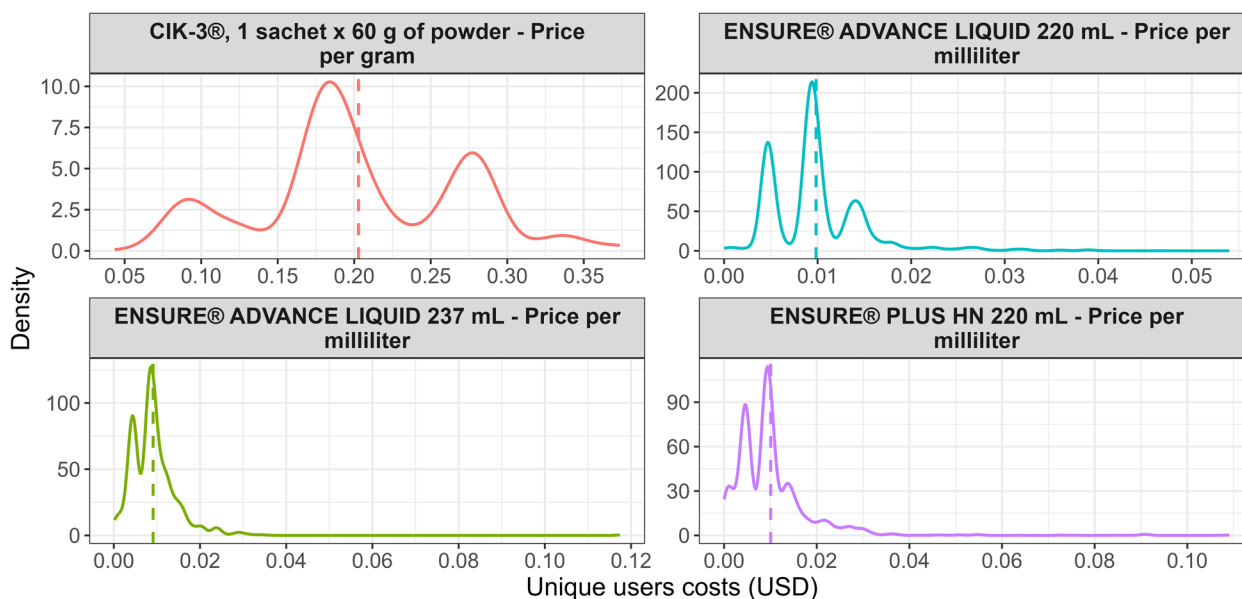 CIK-3®, 1 sachet x 60 g of powder - Price
per gram
10.0
7.5
5.0
2.5
0.0
0.05 0.10 0.15 0.20 0.25 0.30 0.35
ENSURE® ADVANCE LIQUID 220 mL - Price per
milliliter
200
150
100
50
0
0.00 0.01 0.02 0.03 0.04 0.05
Density
ENSURE® ADVANCE LIQUID 237 mL - Price per
milliliter
100
50
0
0.00 0.02 0.04 0.06 0.08 0.10 0.12
ENSURE® PLUS HN 220 mL - Price per
milliliter
90
60
30
0
0.00 0.02 0.04 0.06 0.08 0.10
Unique users costs (USD)